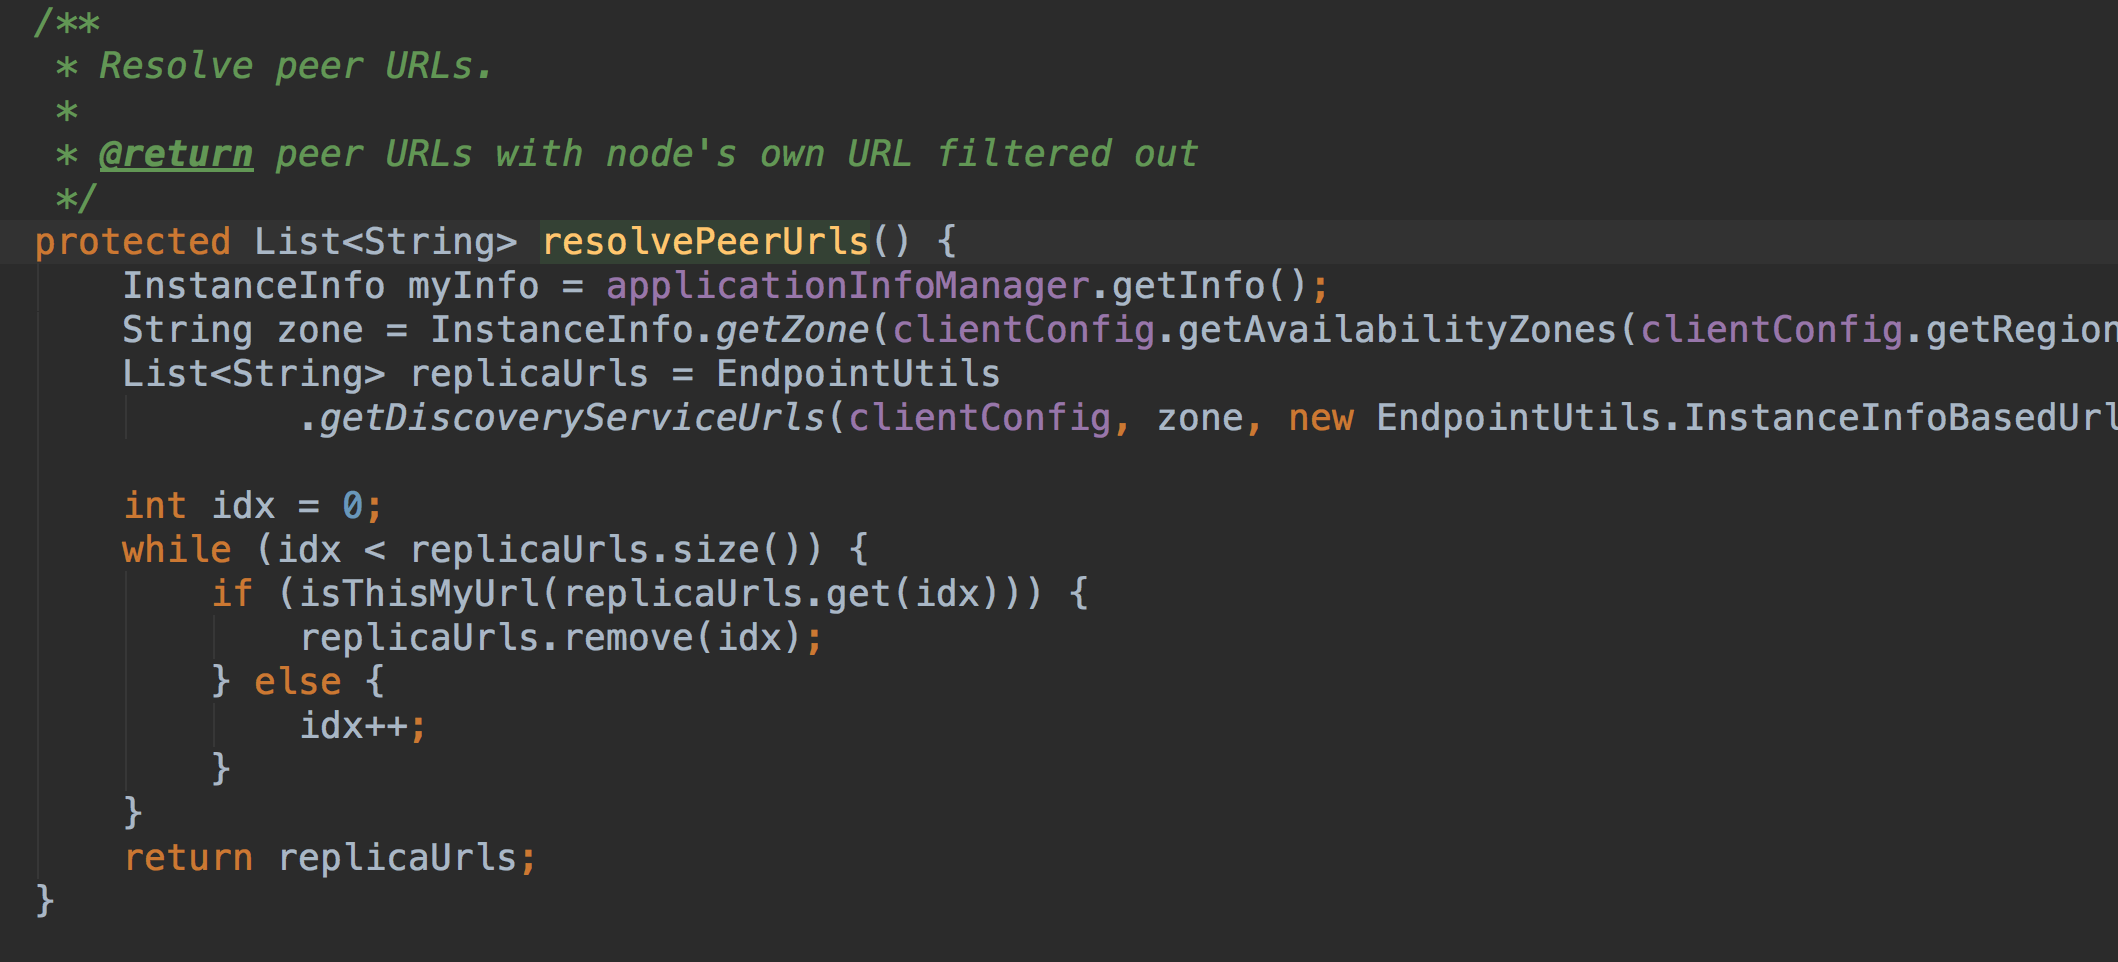 /**
 * Resolve peer URLs.
 *
 * @return peer URLs with node's own URL filtered out
 */
protected List<String> resolvePeerUrls() {
    InstanceInfo myInfo = applicationInfoManager.getInfo();
    String zone = InstanceInfo.getZone(clientConfig.getAvailabilityZones(clientConfig.getRegion
    List<String> replicaUrls = EndpointUtils
            .getDiscoveryServiceUrls(clientConfig, zone, new EndpointUtils.InstanceInfoBasedUrl
    int idx = 0;
    while (idx < replicaUrls.size()) {
        if (isThisMyUrl(replicaUrls.get(idx))) {
            replicaUrls.remove(idx);
        } else {
            idx++;
        }
    }
    return replicaUrls;
}